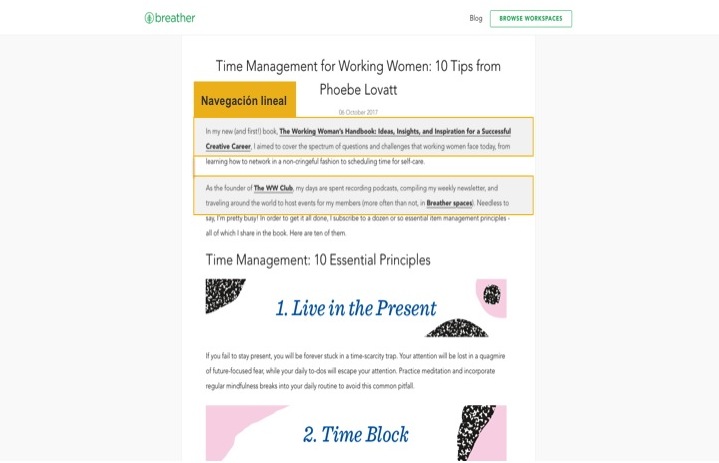 breather
Blog
BROWSE WORKSPACES
Time Management for Working Women: 10 Tips from
Phoebe Lovatt
Navegación lineal
06 October 2017
In my new (and first!) book, The Working Woman's Handbook: Ideas, Insights, and Inspiration for a Successful
Creative Career, I aimed to cover the spectrum of questions and challenges that working women face today, from
learning how to network in a non-cringeful fashion to scheduling time for self-care.
As the founder of The WW Club, my days are spent recording podcasts, compiling my weekly newsletter, and
traveling around the world to host events for my members (more often than not, in Breather spaces). Needless to
say, I'm pretty busy! In order to get it all done, I subscribe to a dozen or so essential item management principles -
all of which I share in the book. Here are ten of them.
Time Management: 10 Essential Principles
1. Live in the Present
If you fail to stay present, you will be forever stuck in a time-scarcity trap. Your attention will be lost in a quagmire
of future-focused fear, while your daily to-dos will escape your attention. Practice meditation and incorporate
regular mindfulness breaks into your daily routine to avoid this common pitfall.
2. Time Block